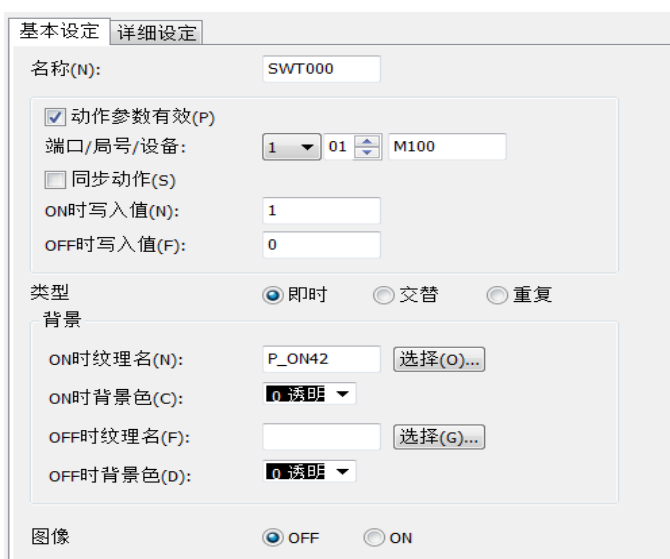 基本设定 详细设定
名称(N): SWT000
动作参数有效(P)
端口/局号/设备: 1 01 M100
同步动作(S)
ON时写入值(N): 1
OFF时写入值(F): 0
类型 即时 交替 重复
背景
ON时纹理名(N): P_ON42 选择(O)...
ON时背景色(C): 0 透明
OFF时纹理名(F): 选择(G)...
OFF时背景色(D): 0 透明
图像 OFF ON